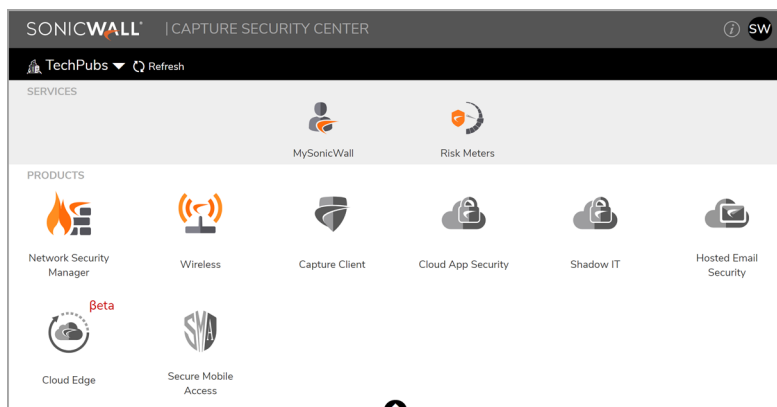 SONICWALL | CAPTURE SECURITY CENTER
i SW
TechPubs Refresh
SERVICES
MySonicWall Risk Meters
PRODUCTS
Network Security
Manager
Wireless Capture Client Cloud App Security Shadow IT
Hosted Email
Security
βeta
SMA
Cloud Edge
Secure Mobile
Access